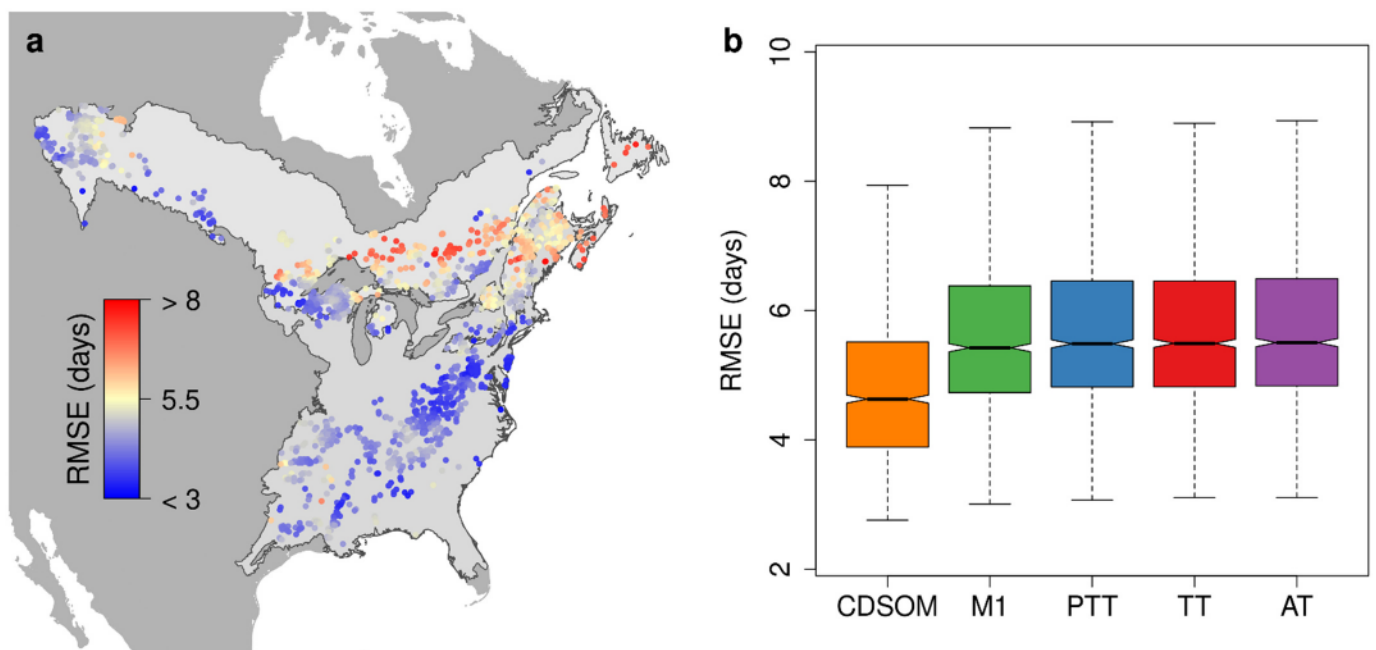 a
RMSE (days)
> 8
5.5
< 3
b
RMSE (days)
10
8
6
4
2
CDSOM
M1
PTT
TT
AT